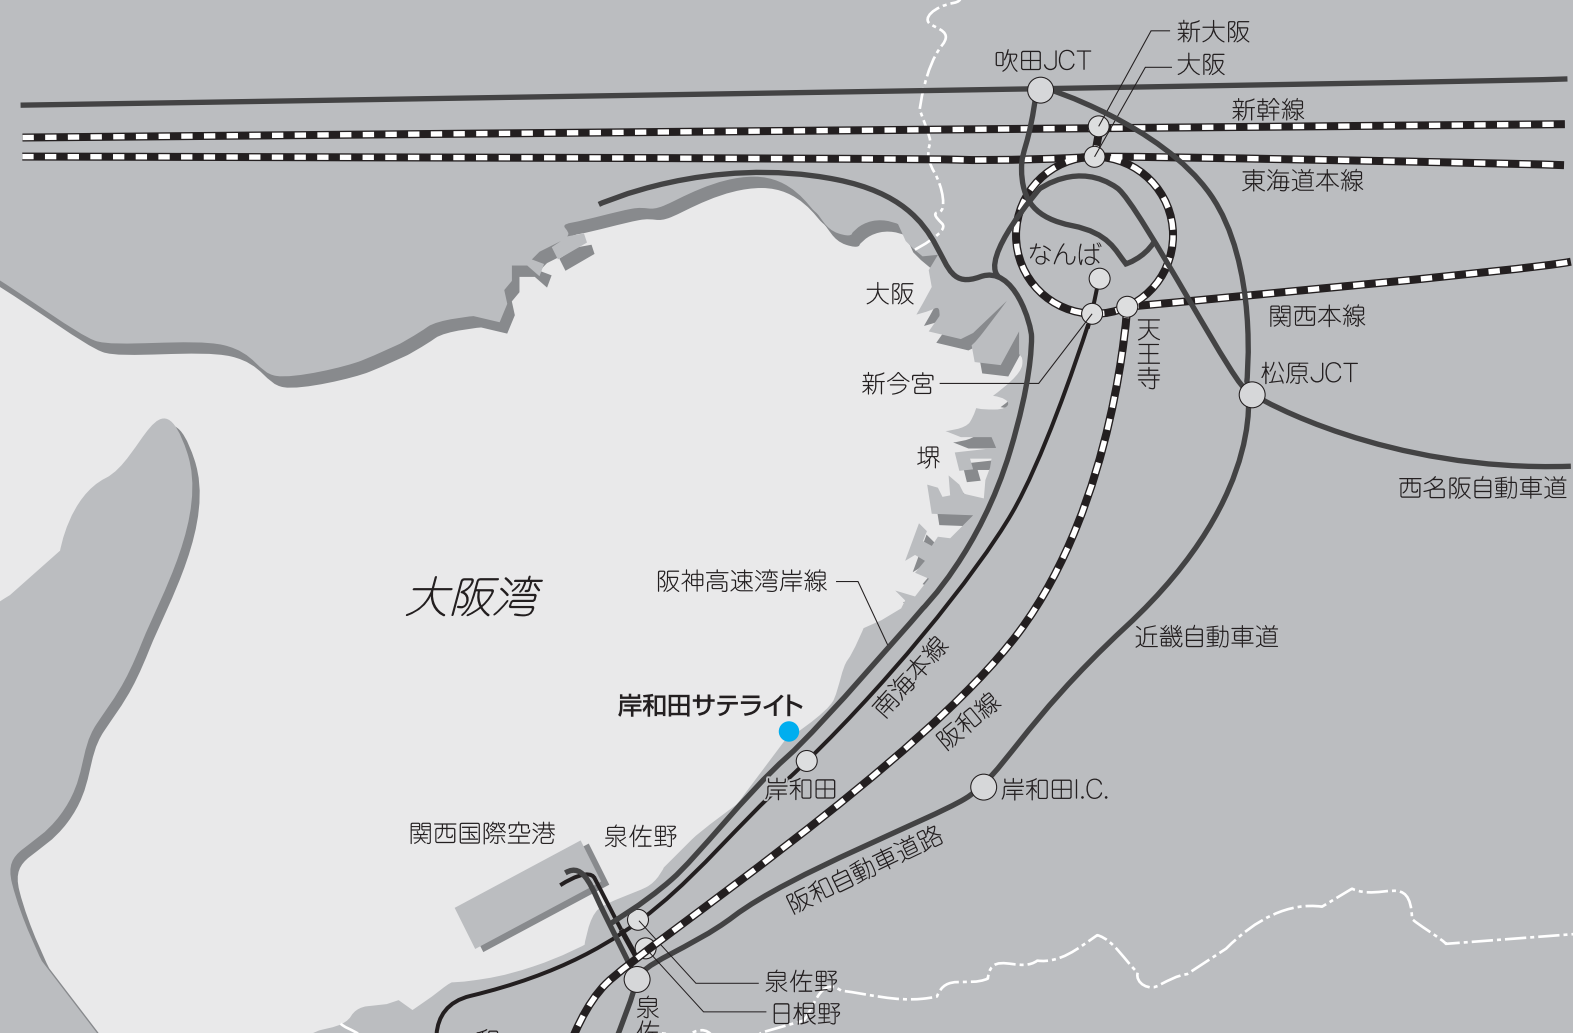 新大阪
吹田JCT
大阪
新幹線
東海道本線
なんば
大阪
関西本線
天王寺
新今宮
松原JCT
堺
西名阪自動車道
大阪湾
阪神高速湾岸線
近畿自動車道
南海本線
岸和田サテライト
阪和線
岸和田
岸和田I.C.
関西国際空港
泉佐野
阪和自動車道路
泉佐野
日根野
泉佐